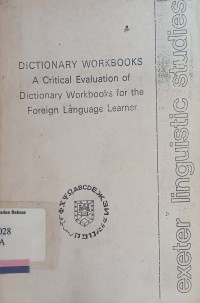 DICTIONARY WORKBOOKS
A Critical Evaluation of
Dictionary Workbooks for the
Foreign Language Learner
exeter linguistic studies
028
A